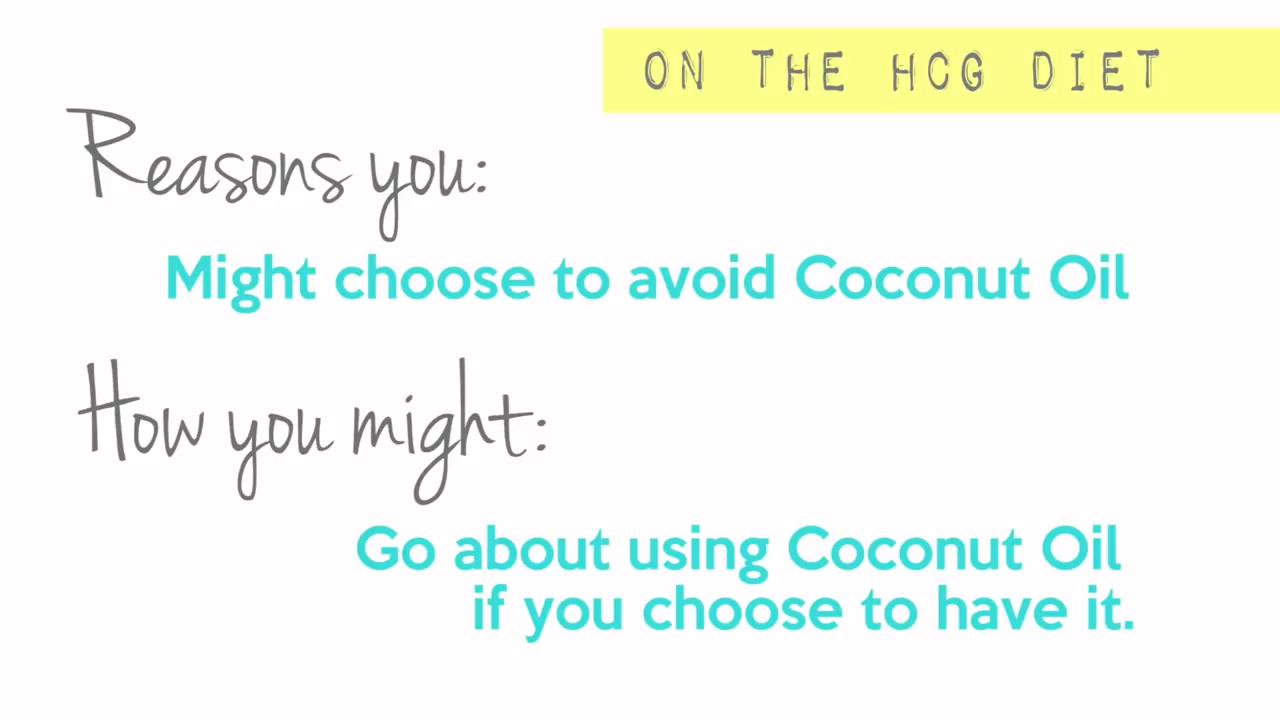 ON THE HCG DIET
Reasons you:
Might choose to avoid Coconut Oil
How you might:
Go about using Coconut Oil
if you choose to have it.